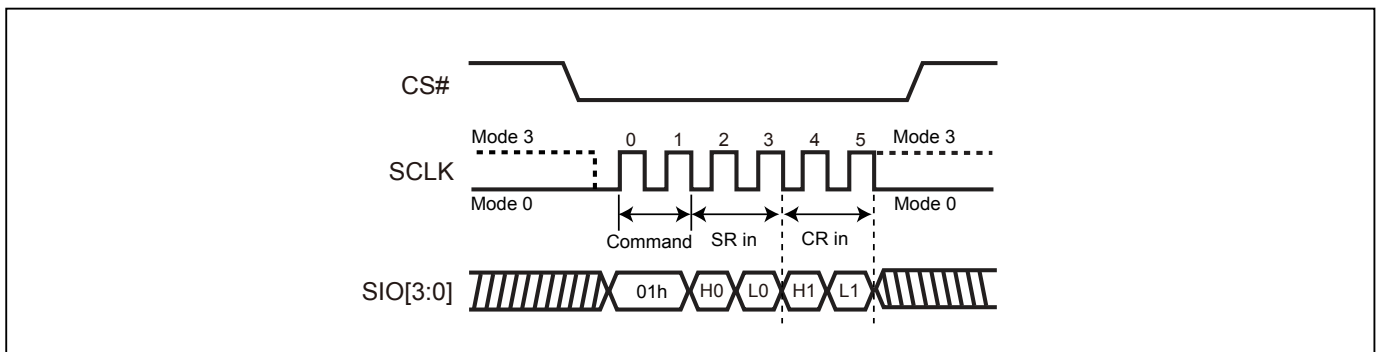 CS#
Mode 3 0 1 2 3 4 5 Mode 3
SCLK
Mode 0 Mode 0
Command SR in CR in
SIO[3:0] 01h H0 L0 H1 L1